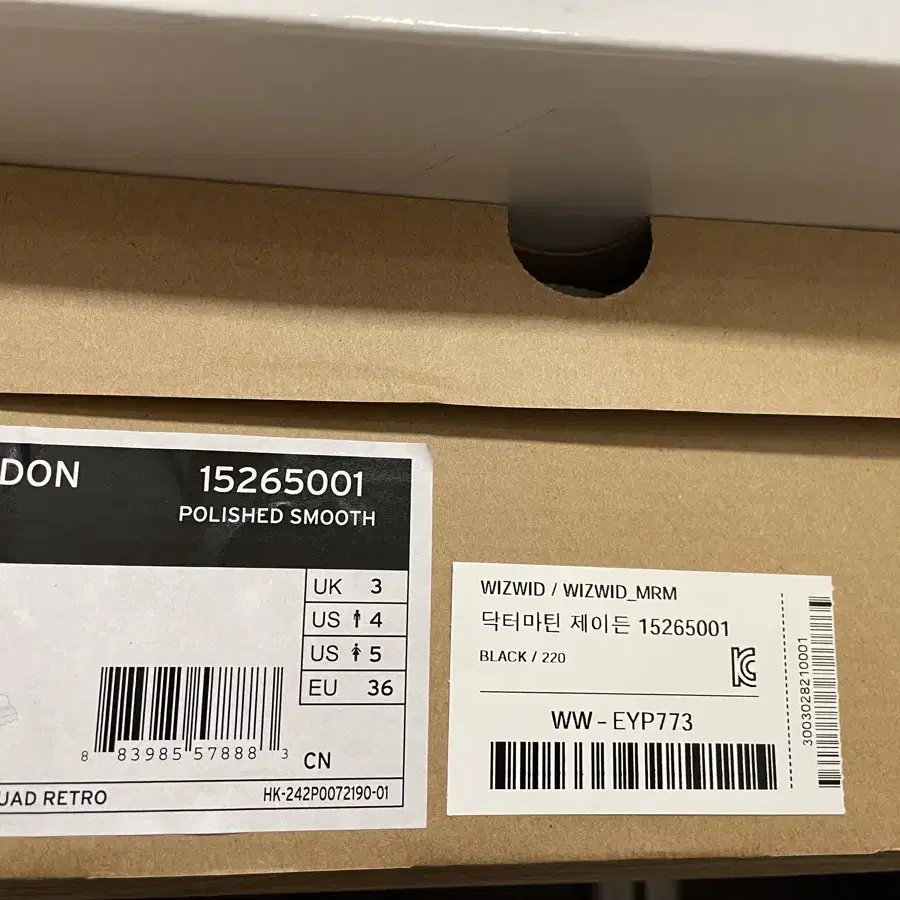 DON 15265001
POLISHED SMOOTH
UK 3
US 4
US 5
EU 36
8 83985 57888 3
CN
UAD RETRO HK-242P0072190-01
WIZWID / WIZWID_MRM
닥터마틴 제이든 15265001
BLACK / 220
WW-EYP773
3003028210001